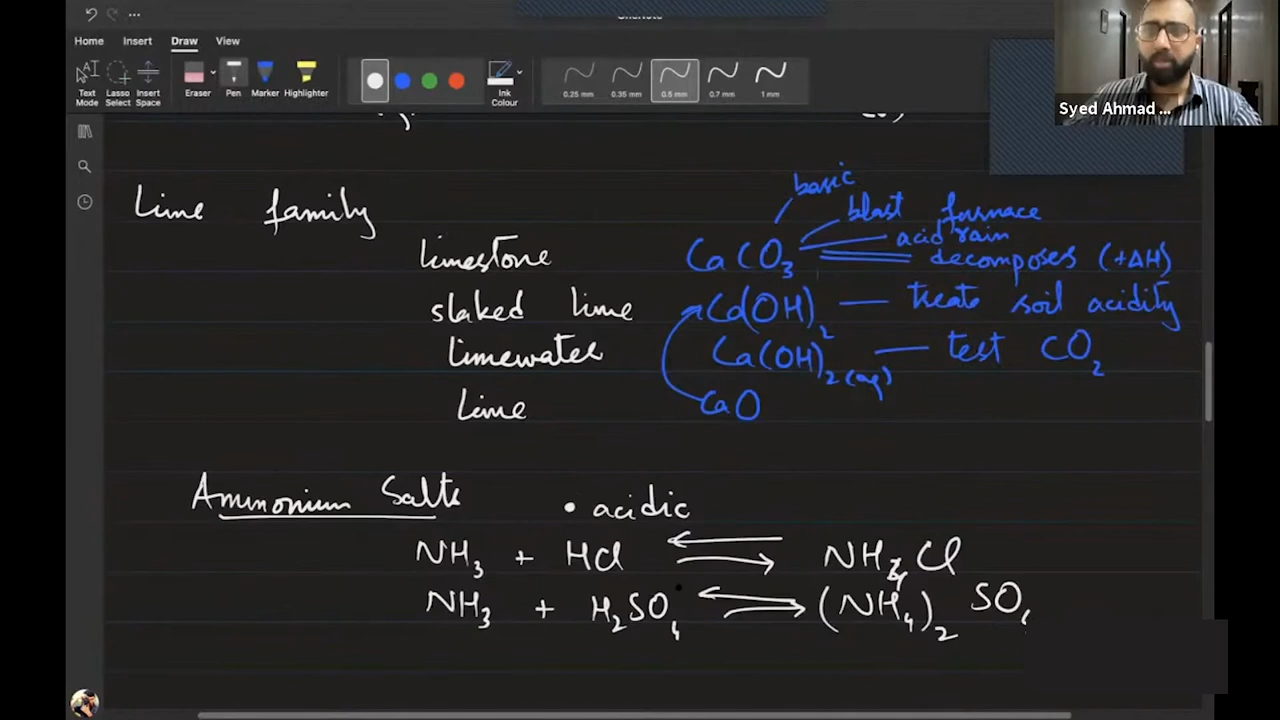 OneNote
Home Insert Draw View
Text Mode Lasso Select Insert Space Eraser Pen Marker Highlighter Ink Colour 0.25 mm 0.35 mm 0.5 mm 0.7 mm 1 mm
Syed Ahmad ...
Lime family
basic
blast furnace
acid rain
limestone CaCO₃ decomposes (+ΔH)
slaked lime Ca(OH)₂ — treate soil acidity
limewater Ca(OH)₂(aq) — test CO₂
Lime CaO
Ammonium Salts
• acidic
NH₃ + HCl ⇌ NH₄Cl
NH₃ + H₂SO₄ ⇌ (NH₄)₂ SO₄